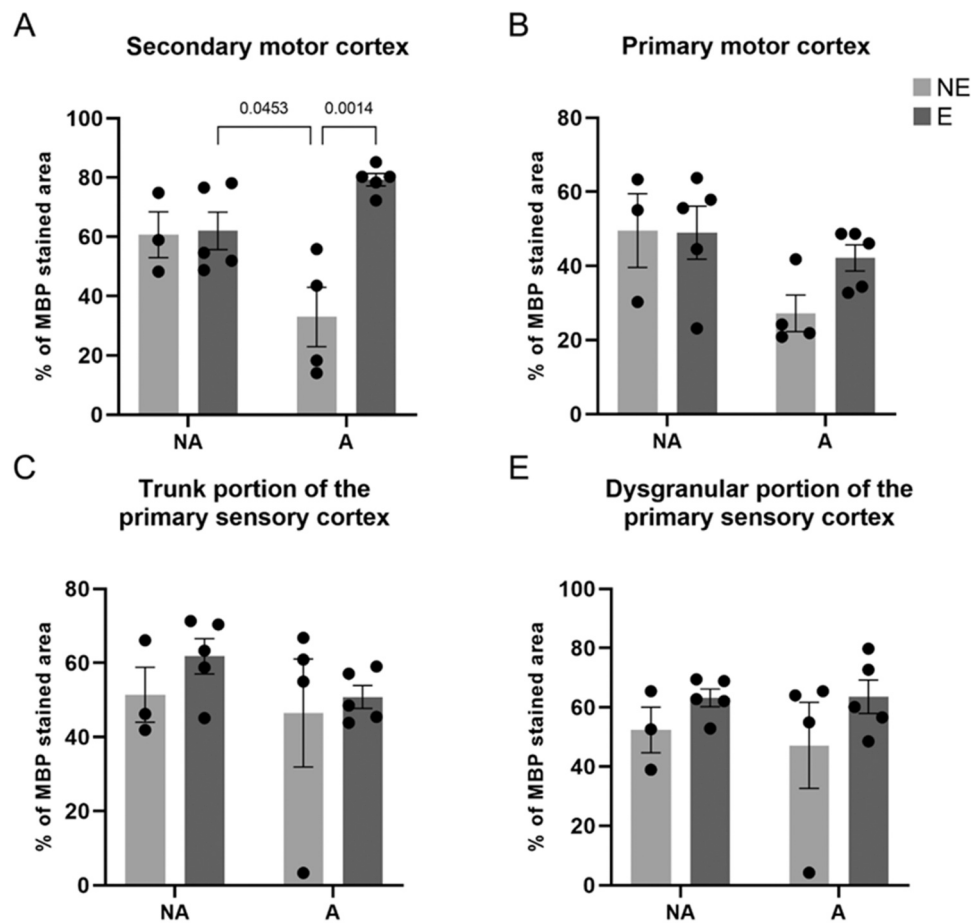 A
Secondary motor cortex
0.0453
0.0014
% of MBP stained area
100
80
60
40
20
0
NA
A
B
Primary motor cortex
NE
E
% of MBP stained area
80
60
40
20
0
NA
A
C
Trunk portion of the
primary sensory cortex
% of MBP stained area
80
60
40
20
0
NA
A
E
Dysgranular portion of the
primary sensory cortex
% of MBP stained area
100
80
60
40
20
0
NA
A